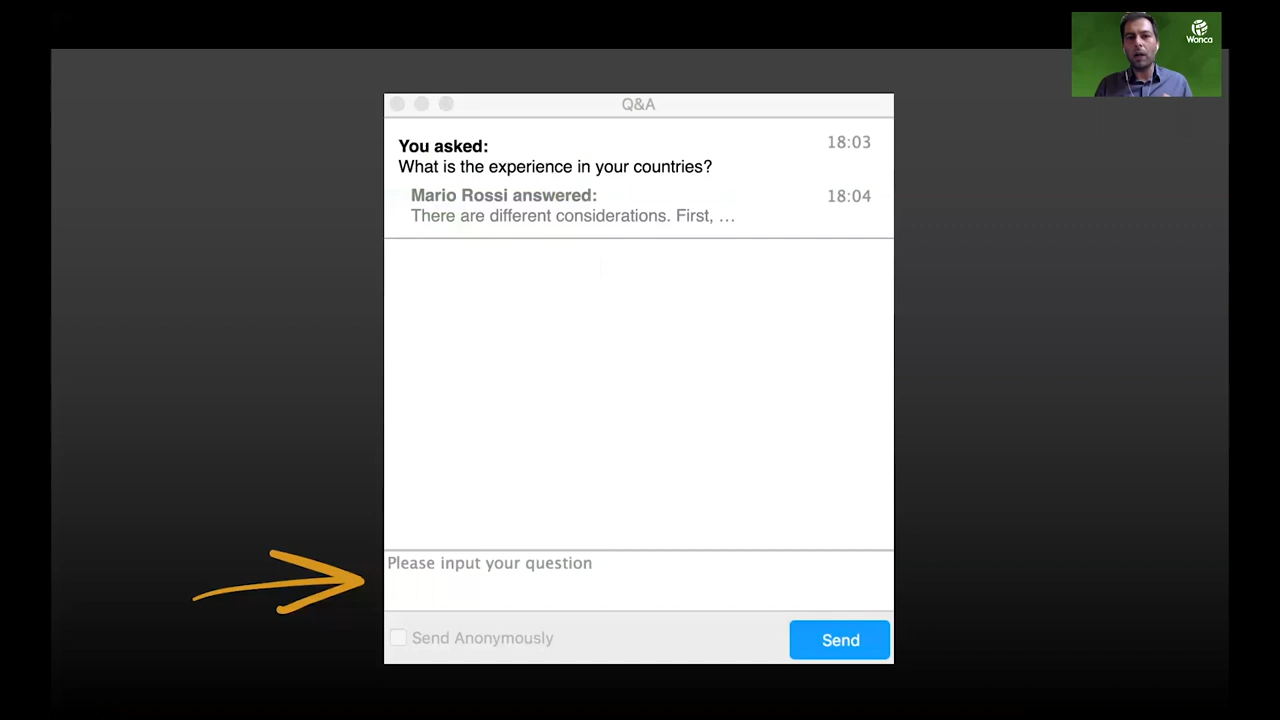 Wonca
Q&A
You asked:
18:03
What is the experience in your countries?
Mario Rossi answered:
18:04
There are different considerations. First, …
Please input your question
Send Anonymously
Send